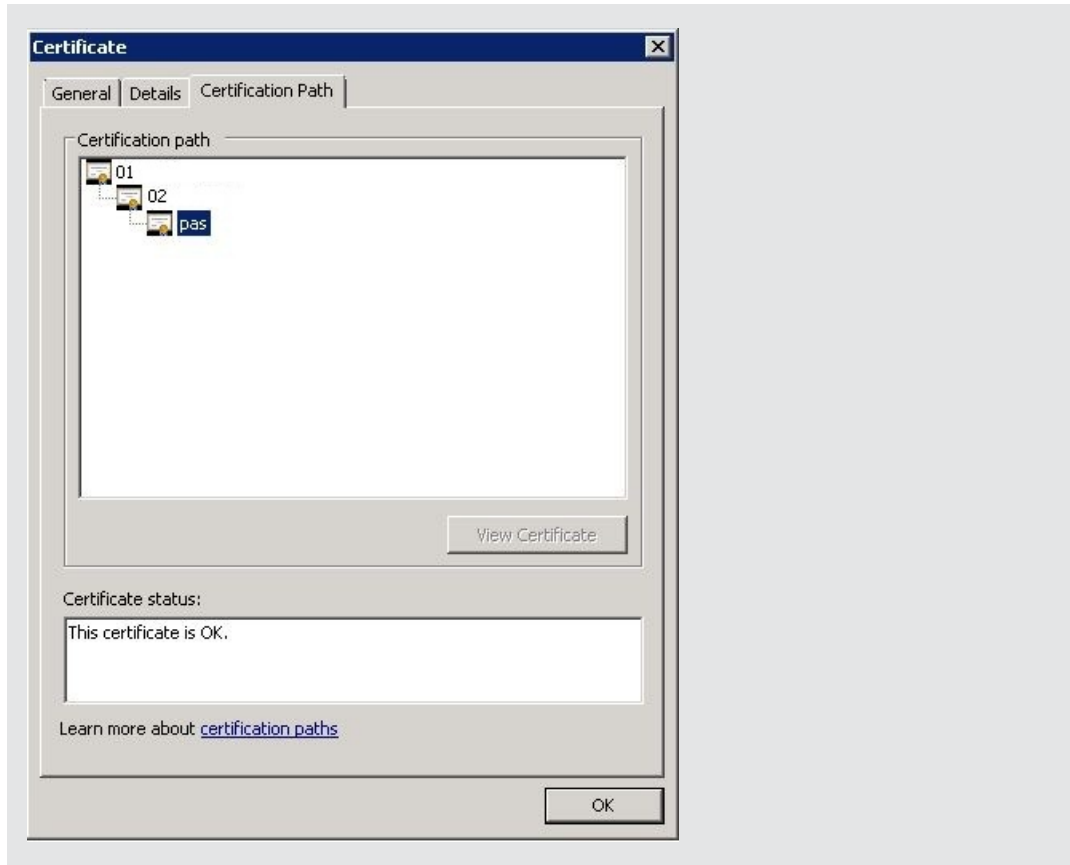 Certificate
General Details Certification Path
Certification path
01
02
pas
View Certificate
Certificate status:
This certificate is OK.
Learn more about certification paths
OK